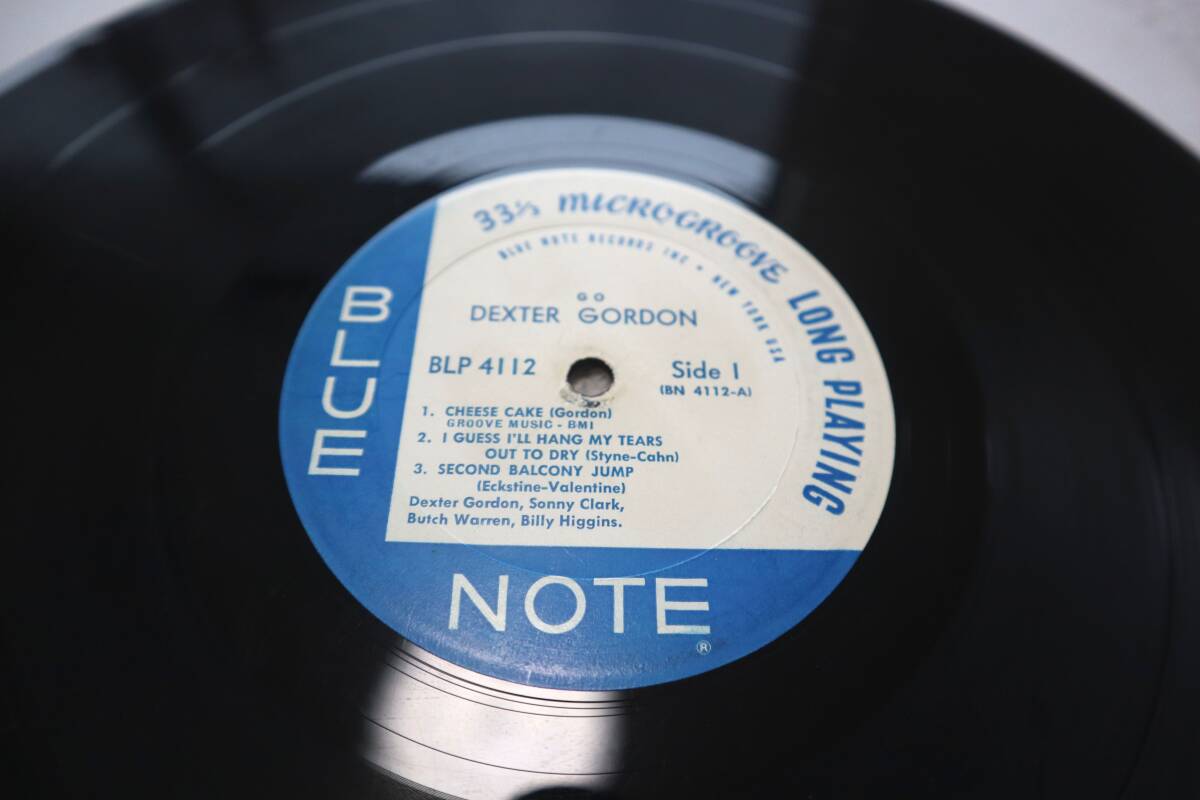 33⅓ MICROGROOVE LONG PLAYING
BLUE NOTE RECORDS INC • NEW YORK USA
GO
DEXTER GORDON
BLP 4112
Side 1
(BN 4112-A)
1. CHEESE CAKE (Gordon)
GROOVE MUSIC - BMI
2. I GUESS I'LL HANG MY TEARS
OUT TO DRY (Styne-Cahn)
3. SECOND BALCONY JUMP
(Eckstine-Valentine)
Dexter Gordon, Sonny Clark,
Butch Warren, Billy Higgins.
BLUE
NOTE
®